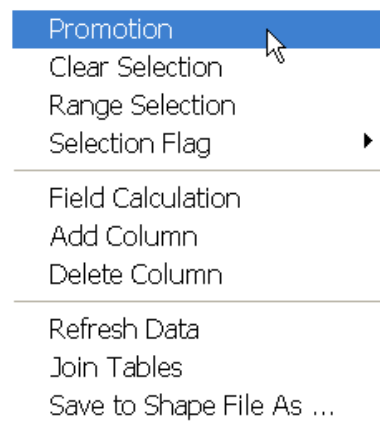 Promotion
Clear Selection
Range Selection
Selection Flag
Field Calculation
Add Column
Delete Column
Refresh Data
Join Tables
Save to Shape File As ...